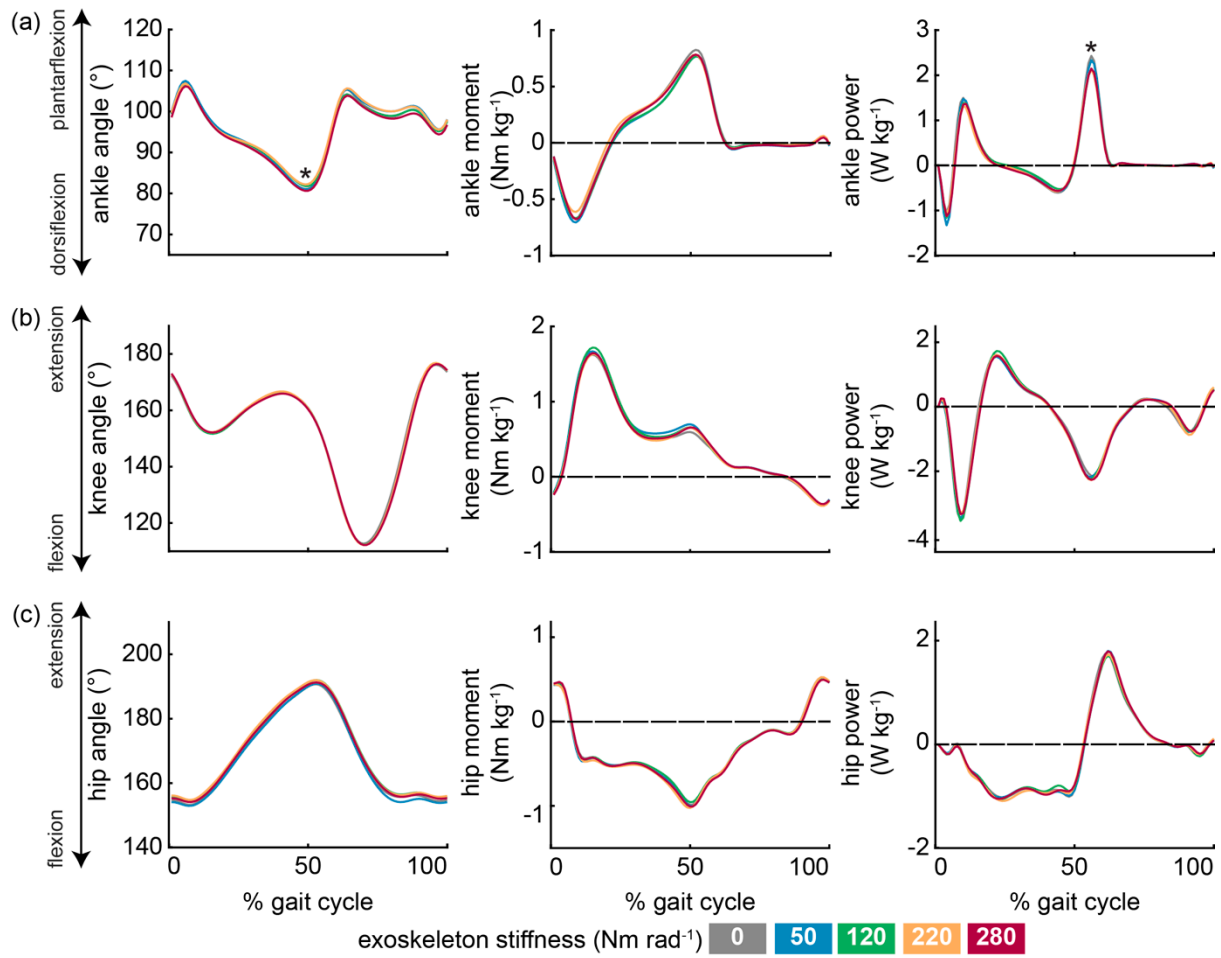 (a)
plantarflexion
dorsiflexion
ankle angle (°)
120
110
100
90
80
70
*
50
ankle moment
(Nm kg⁻¹)
1
0.5
0
-0.5
-1
ankle power
(W kg⁻¹)
3
2
1
0
-1
-2
*
(b)
extension
flexion
knee angle (°)
180
160
140
120
knee moment
(Nm kg⁻¹)
2
1
0
-1
knee power
(W kg⁻¹)
2
0
-2
-4
50
(c)
extension
flexion
hip angle (°)
200
180
160
140
0 50 100
% gait cycle
hip moment
(Nm kg⁻¹)
1
0
-1
0 50 100
% gait cycle
hip power
(W kg⁻¹)
2
0
-2
0 50 100
% gait cycle
exoskeleton stiffness (Nm rad⁻¹) 0 50 120 220 280